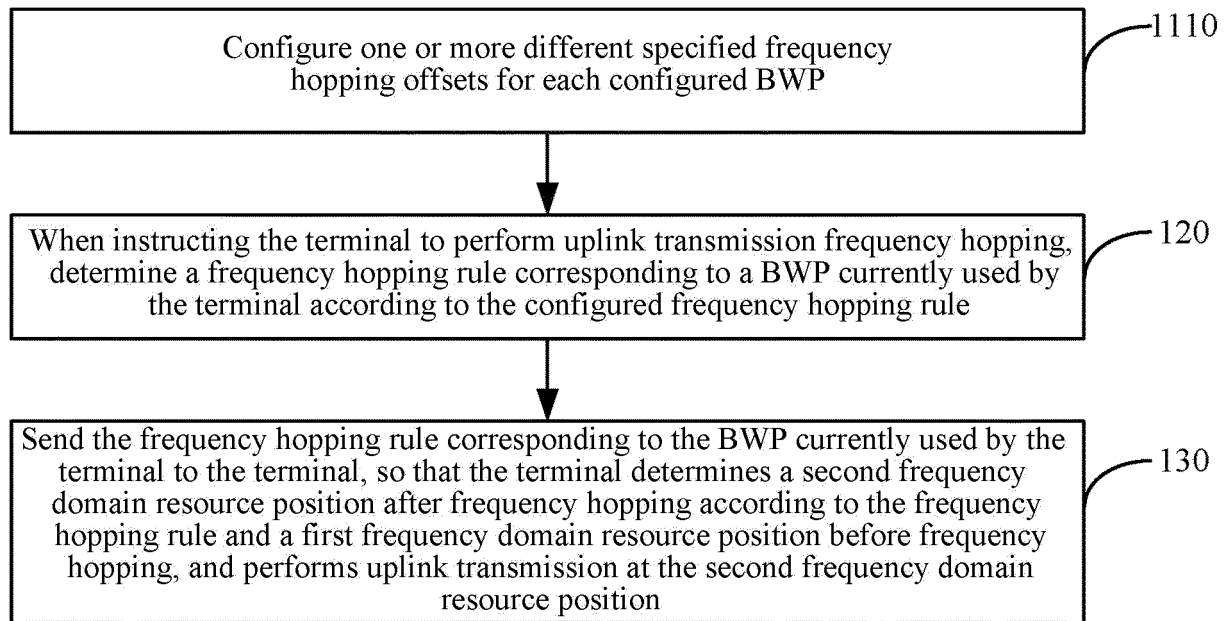 Configure one or more different specified frequency
hopping offsets for each configured BWP
1110
When instructing the terminal to perform uplink transmission frequency hopping,
determine a frequency hopping rule corresponding to a BWP currently used by
the terminal according to the configured frequency hopping rule
120
Send the frequency hopping rule corresponding to the BWP currently used by the
terminal to the terminal, so that the terminal determines a second frequency
domain resource position after frequency hopping according to the frequency
hopping rule and a first frequency domain resource position before frequency
hopping, and performs uplink transmission at the second frequency domain
resource position
130